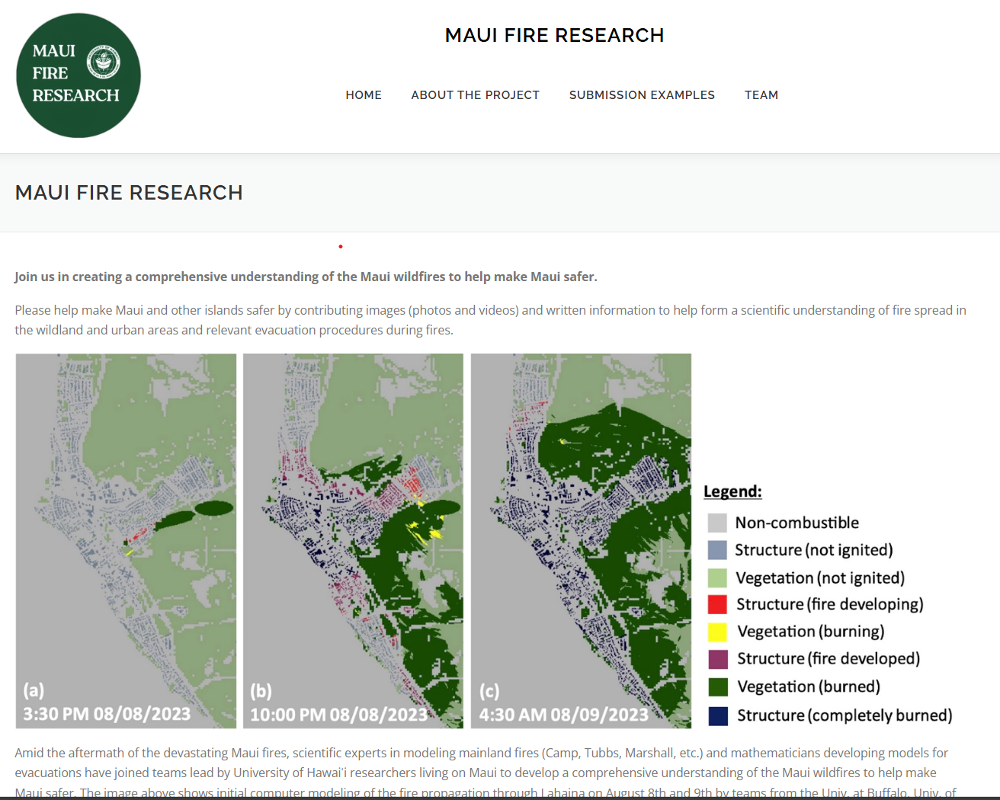 MAUI
FIRE
RESEARCH
MAUI FIRE RESEARCH
HOME ABOUT THE PROJECT SUBMISSION EXAMPLES TEAM
MAUI FIRE RESEARCH
Join us in creating a comprehensive understanding of the Maui wildfires to help make Maui safer.
Please help make Maui and other islands safer by contributing images (photos and videos) and written information to help form a scientific understanding of fire spread in
the wildland and urban areas and relevant evacuation procedures during fires.
(a)
3:30 PM 08/08/2023
(b)
10:00 PM 08/08/2023
(c)
4:30 AM 08/09/2023
Legend:
Non-combustible
Structure (not ignited)
Vegetation (not ignited)
Structure (fire developing)
Vegetation (burning)
Structure (fire developed)
Vegetation (burned)
Structure (completely burned)
Amid the aftermath of the devastating Maui fires, scientific experts in modeling mainland fires (Camp, Tubbs, Marshall, etc.) and mathematicians developing models for
evacuations have joined teams lead by University of Hawai'i researchers living on Maui to develop a comprehensive understanding of the Maui wildfires to help make
Maui safer. The image above shows initial computer modeling of the fire propagation through Lahaina on August 8th and 9th by teams from the Univ. at Buffalo, Univ. of